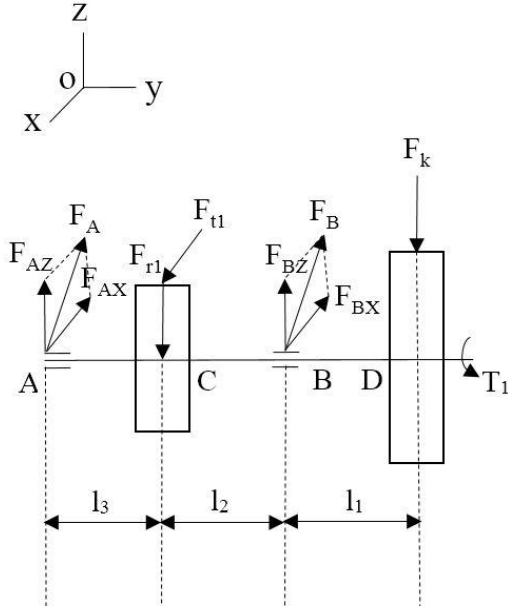 z
o
y
x
F_k
F_A
F_t1
F_B
F_AZ
F_r1
F_BZ
F_AX
F_BX
A
C
B
D
T_1
l_3
l_2
l_1